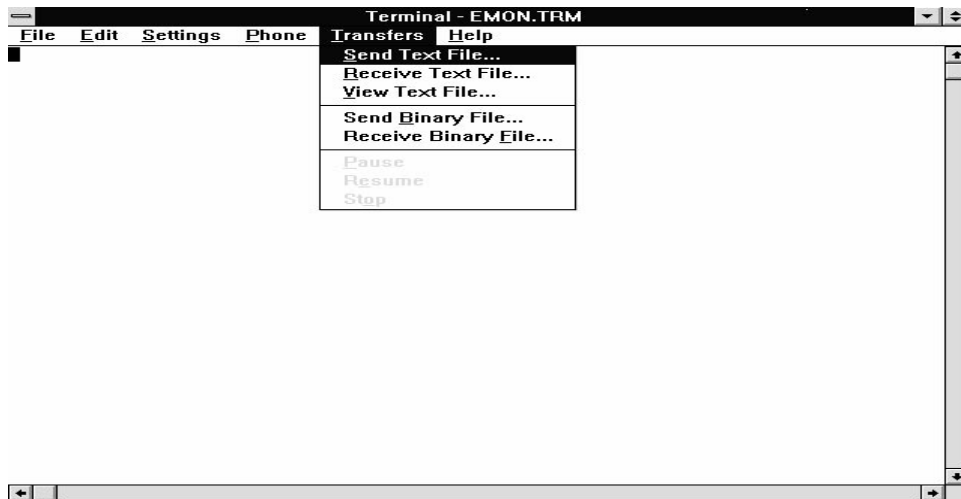 Terminal - EMON.TRM
File Edit Settings Phone Transfers Help
Send Text File...
Receive Text File...
View Text File...
Send Binary File...
Receive Binary File...
Pause
Resume
Stop